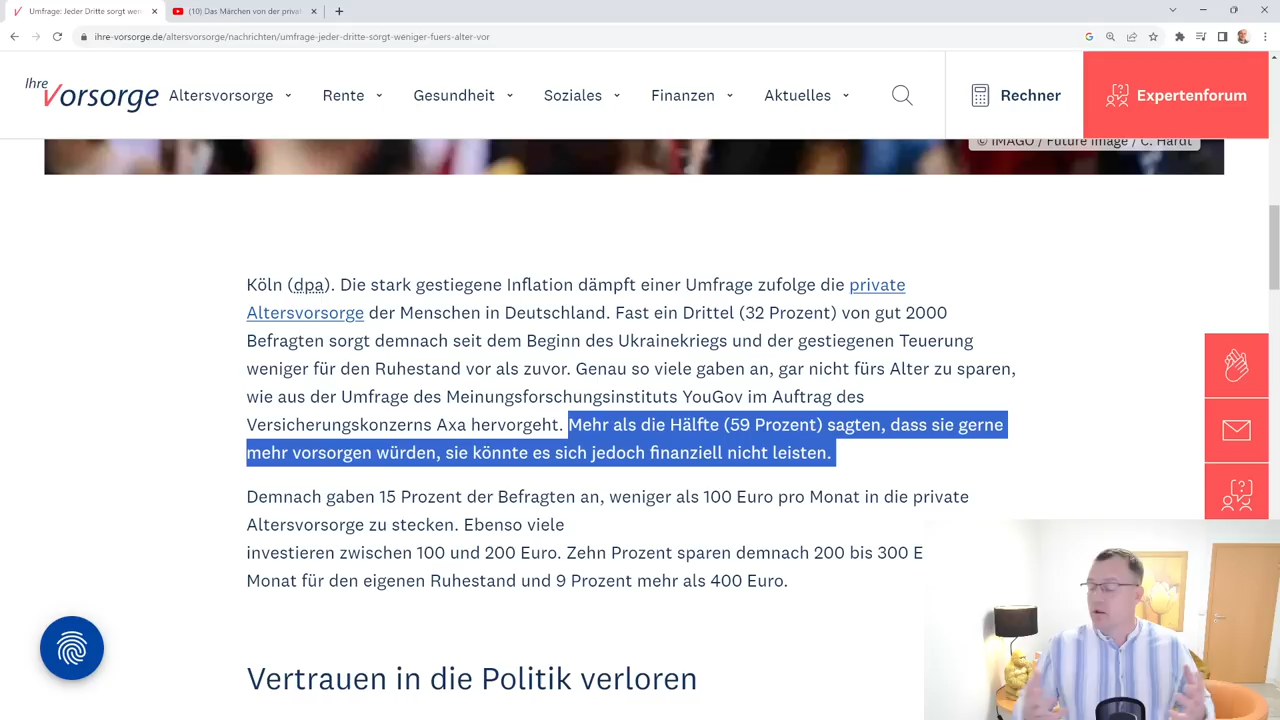 Umfrage: Jeder Dritte sorgt wen
(10) Das Märchen von der priva
ihre-vorsorge.de/altersvorsorge/nachrichten/umfrage-jeder-dritte-sorgt-weniger-fuers-alter-vor
Ihre Vorsorge
Altersvorsorge
Rente
Gesundheit
Soziales
Finanzen
Aktuelles
Rechner
Expertenforum
© IMAGO / Future Image / C. Hardt
Köln (dpa). Die stark gestiegene Inflation dämpft einer Umfrage zufolge die private
Altersvorsorge der Menschen in Deutschland. Fast ein Drittel (32 Prozent) von gut 2000
Befragten sorgt demnach seit dem Beginn des Ukrainekriegs und der gestiegenen Teuerung
weniger für den Ruhestand vor als zuvor. Genau so viele gaben an, gar nicht fürs Alter zu sparen,
wie aus der Umfrage des Meinungsforschungsinstituts YouGov im Auftrag des
Versicherungskonzerns Axa hervorgeht. Mehr als die Hälfte (59 Prozent) sagten, dass sie gerne
mehr vorsorgen würden, sie könnte es sich jedoch finanziell nicht leisten.
Demnach gaben 15 Prozent der Befragten an, weniger als 100 Euro pro Monat in die private
Altersvorsorge zu stecken. Ebenso viele
investieren zwischen 100 und 200 Euro. Zehn Prozent sparen demnach 200 bis 300 E
Monat für den eigenen Ruhestand und 9 Prozent mehr als 400 Euro.
Vertrauen in die Politik verloren